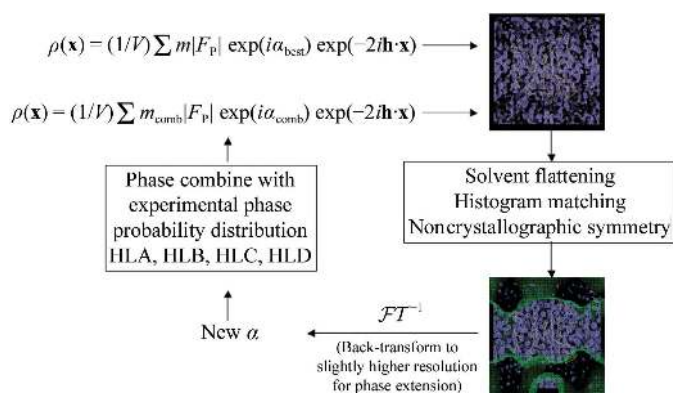 ρ(x) = (1/V) ∑ m|F_P| exp(iα_best) exp(−2ih·x)
ρ(x) = (1/V) ∑ m_comb|F_P| exp(iα_comb) exp(−2ih·x)
Phase combine with
experimental phase
probability distribution
HLA, HLB, HLC, HLD
Solvent flattening
Histogram matching
Noncrystallographic symmetry
New α
ℱT⁻¹
(Back-transform to
slightly higher resolution
for phase extension)